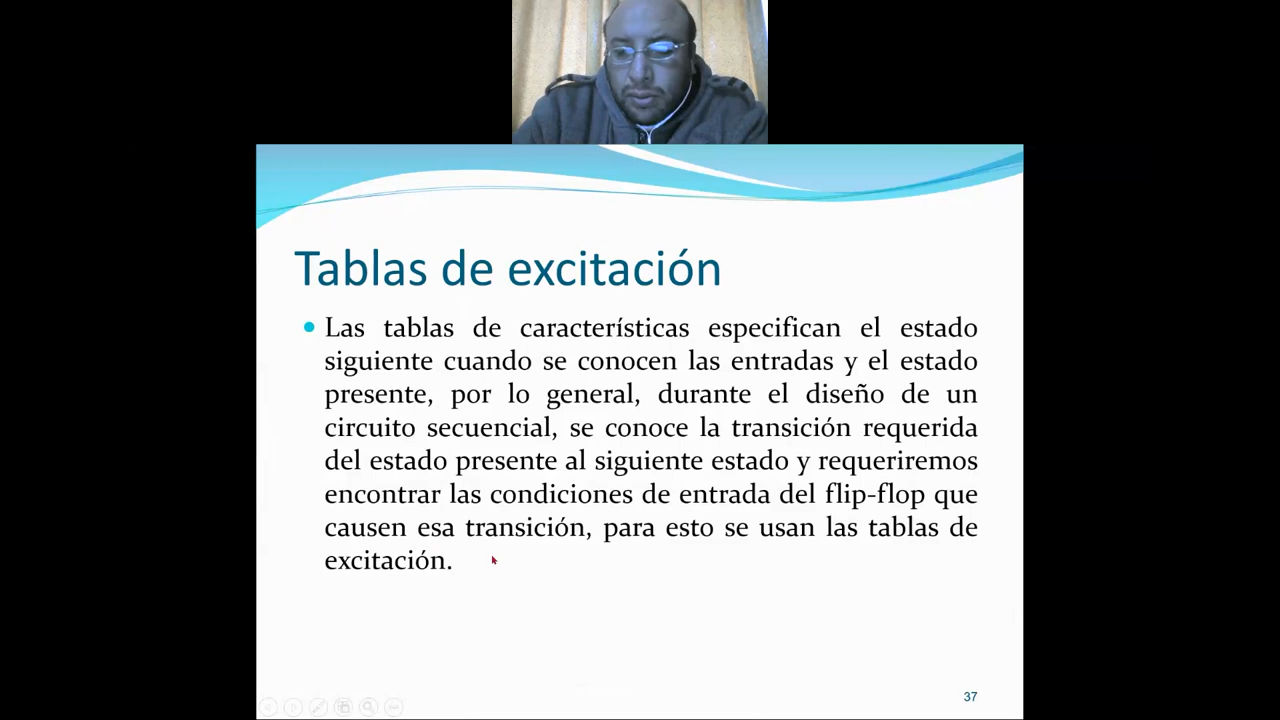 Tablas de excitación
Las tablas de características especifican el estado
siguiente cuando se conocen las entradas y el estado
presente, por lo general, durante el diseño de un
circuito secuencial, se conoce la transición requerida
del estado presente al siguiente estado y requeriremos
encontrar las condiciones de entrada del flip-flop que
causen esa transición, para esto se usan las tablas de
excitación.
37